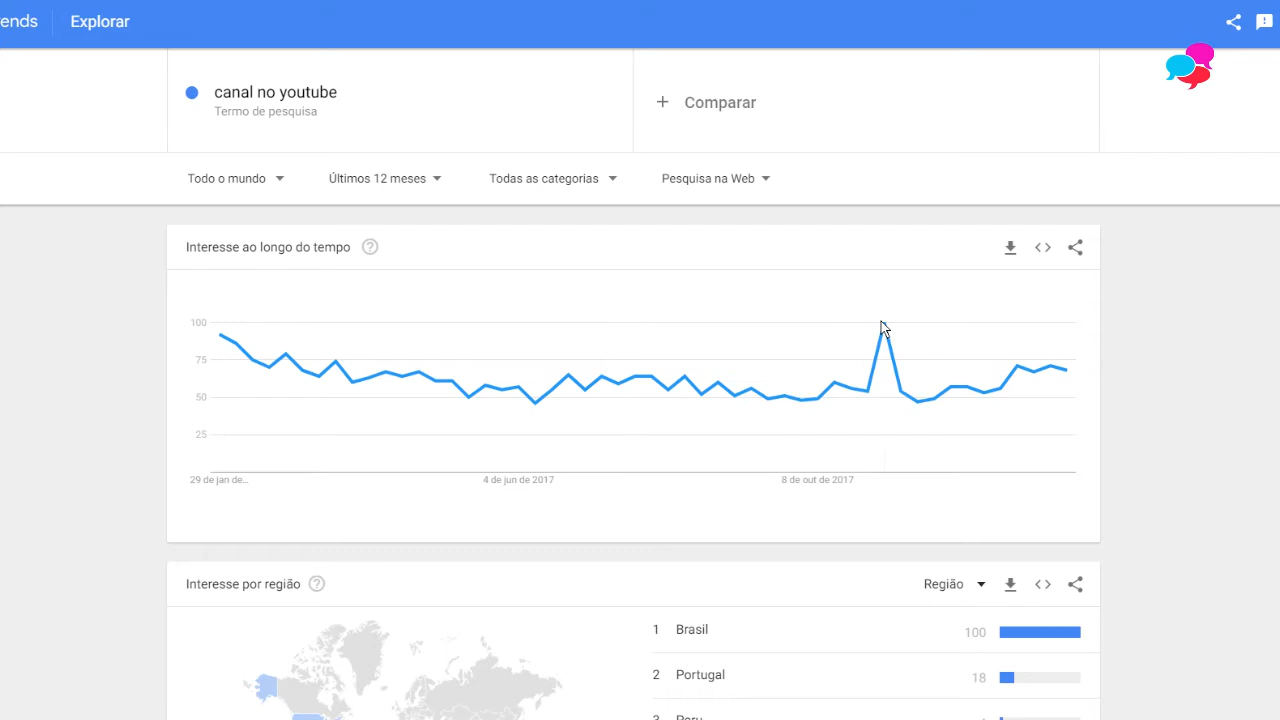 ends
Explorar
canal no youtube
Termo de pesquisa
+ Comparar
Todo o mundo
Últimos 12 meses
Todas as categorias
Pesquisa na Web
Interesse ao longo do tempo
100
75
50
25
29 de jan de...
4 de jun de 2017
8 de out de 2017
Interesse por região
Região
1 Brasil 100
2 Portugal 18
3 Peru